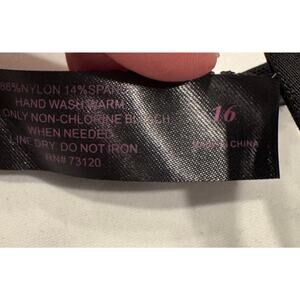 86%NYLON 14%SPAN
HAND WASH WARM
ONLY NON-CHLORINE BLEACH
WHEN NEEDED
LINE DRY DO NOT IRON
RN# 73120
16
MADE IN CHINA